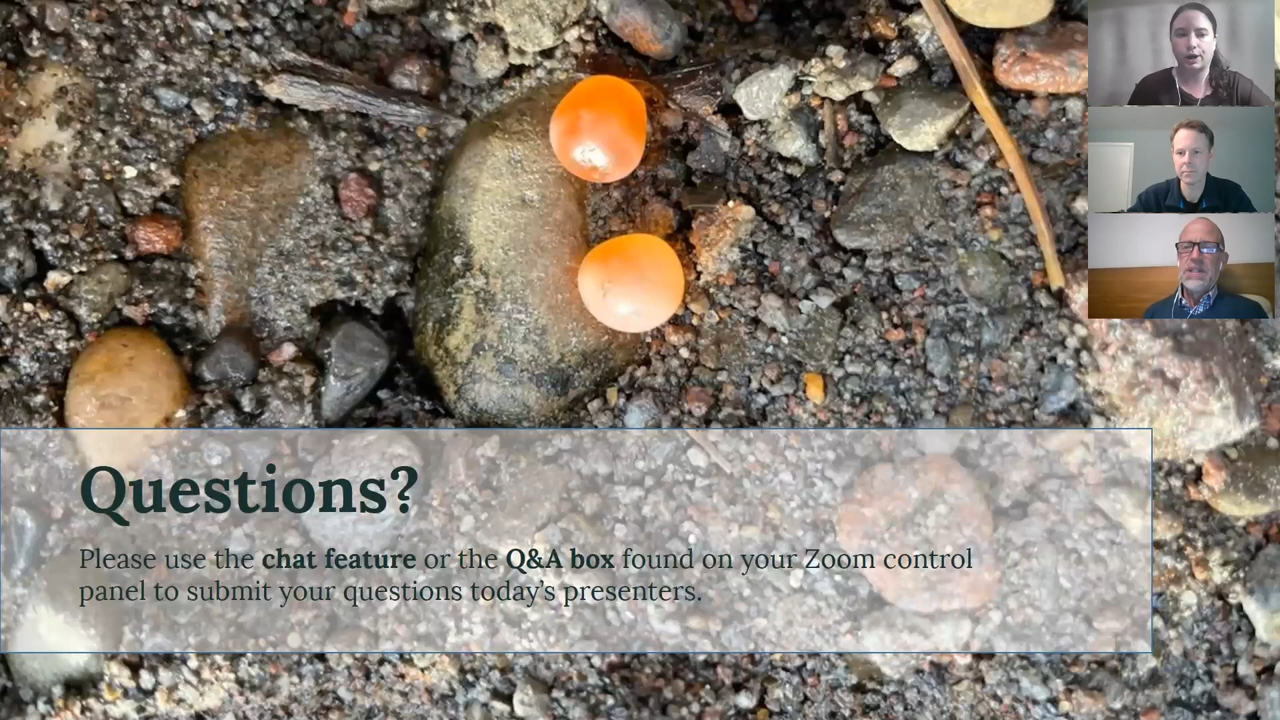 Questions?
Please use the chat feature or the Q&A box found on your Zoom control
panel to submit your questions today’s presenters.